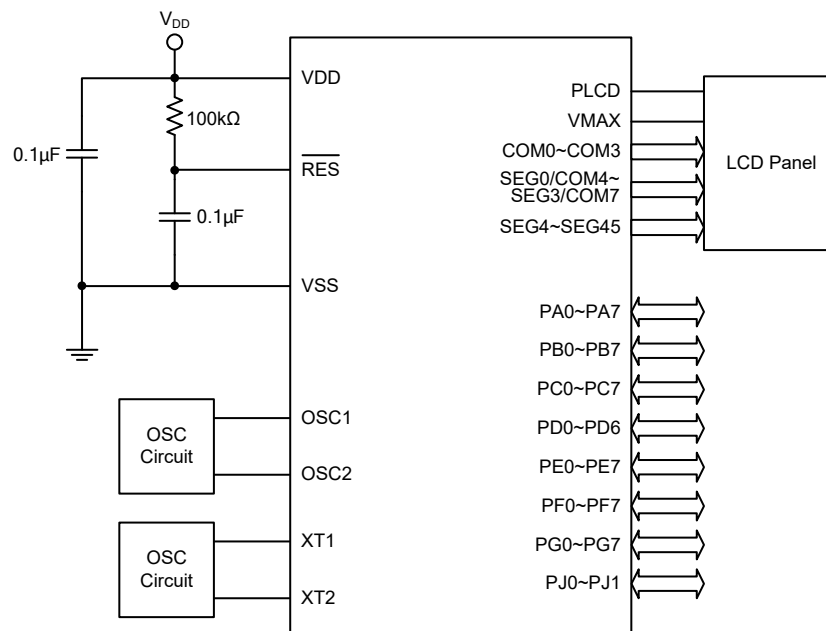 VDD
VDD
100kΩ
0.1µF
RES
0.1µF
VSS
OSC
Circuit
OSC1
OSC2
OSC
Circuit
XT1
XT2
PLCD
VMAX
COM0~COM3
SEG0/COM4~
SEG3/COM7
SEG4~SEG45
LCD Panel
PA0~PA7
PB0~PB7
PC0~PC7
PD0~PD6
PE0~PE7
PF0~PF7
PG0~PG7
PJ0~PJ1